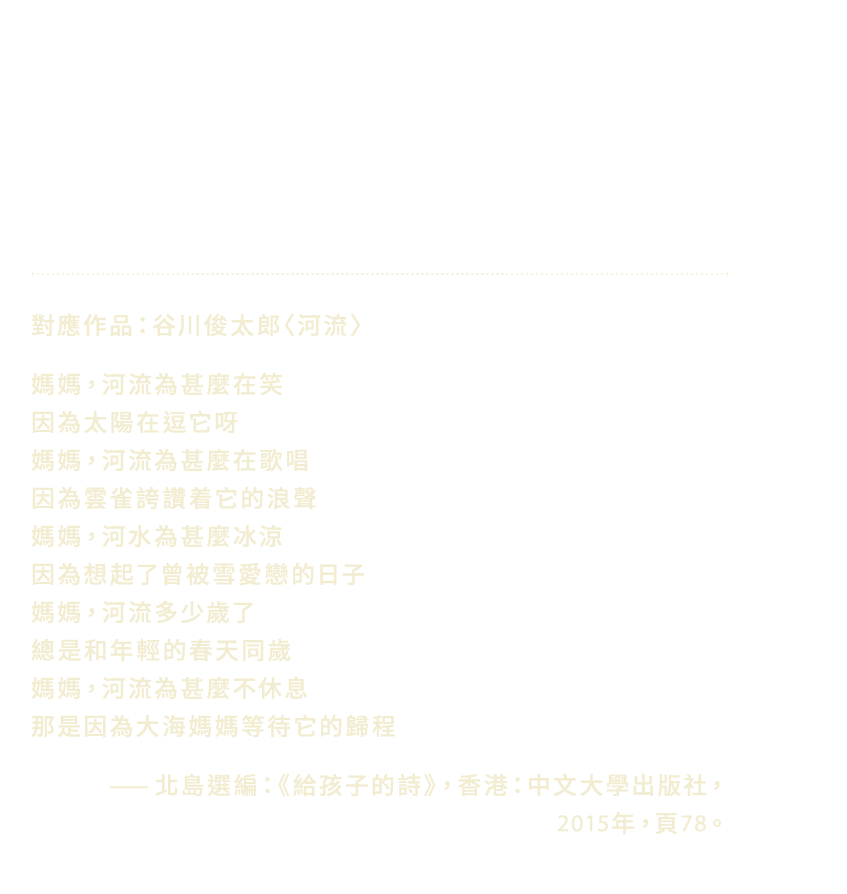 對應作品：谷川俊太郎〈河流〉
媽媽，河流為甚麼在笑
因為太陽在逗它呀
媽媽，河流為甚麼在歌唱
因為雲雀誇讚着它的浪聲
媽媽，河水為甚麼冰涼
因為想起了曾被雪愛戀的日子
媽媽，河流多少歲了
總是和年輕的春天同歲
媽媽，河流為甚麼不休息
那是因為大海媽媽等待它的歸程
—— 北島選編：《給孩子的詩》，香港：中文大學出版社，
2015年，頁78。